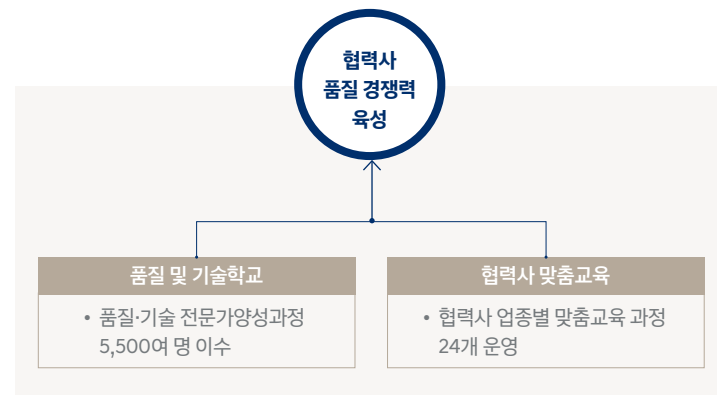 협력사
품질 경쟁력
육성
품질 및 기술학교
• 품질·기술 전문가양성과정
5,500여 명 이수
협력사 맞춤교육
• 협력사 업종별 맞춤교육 과정
24개 운영